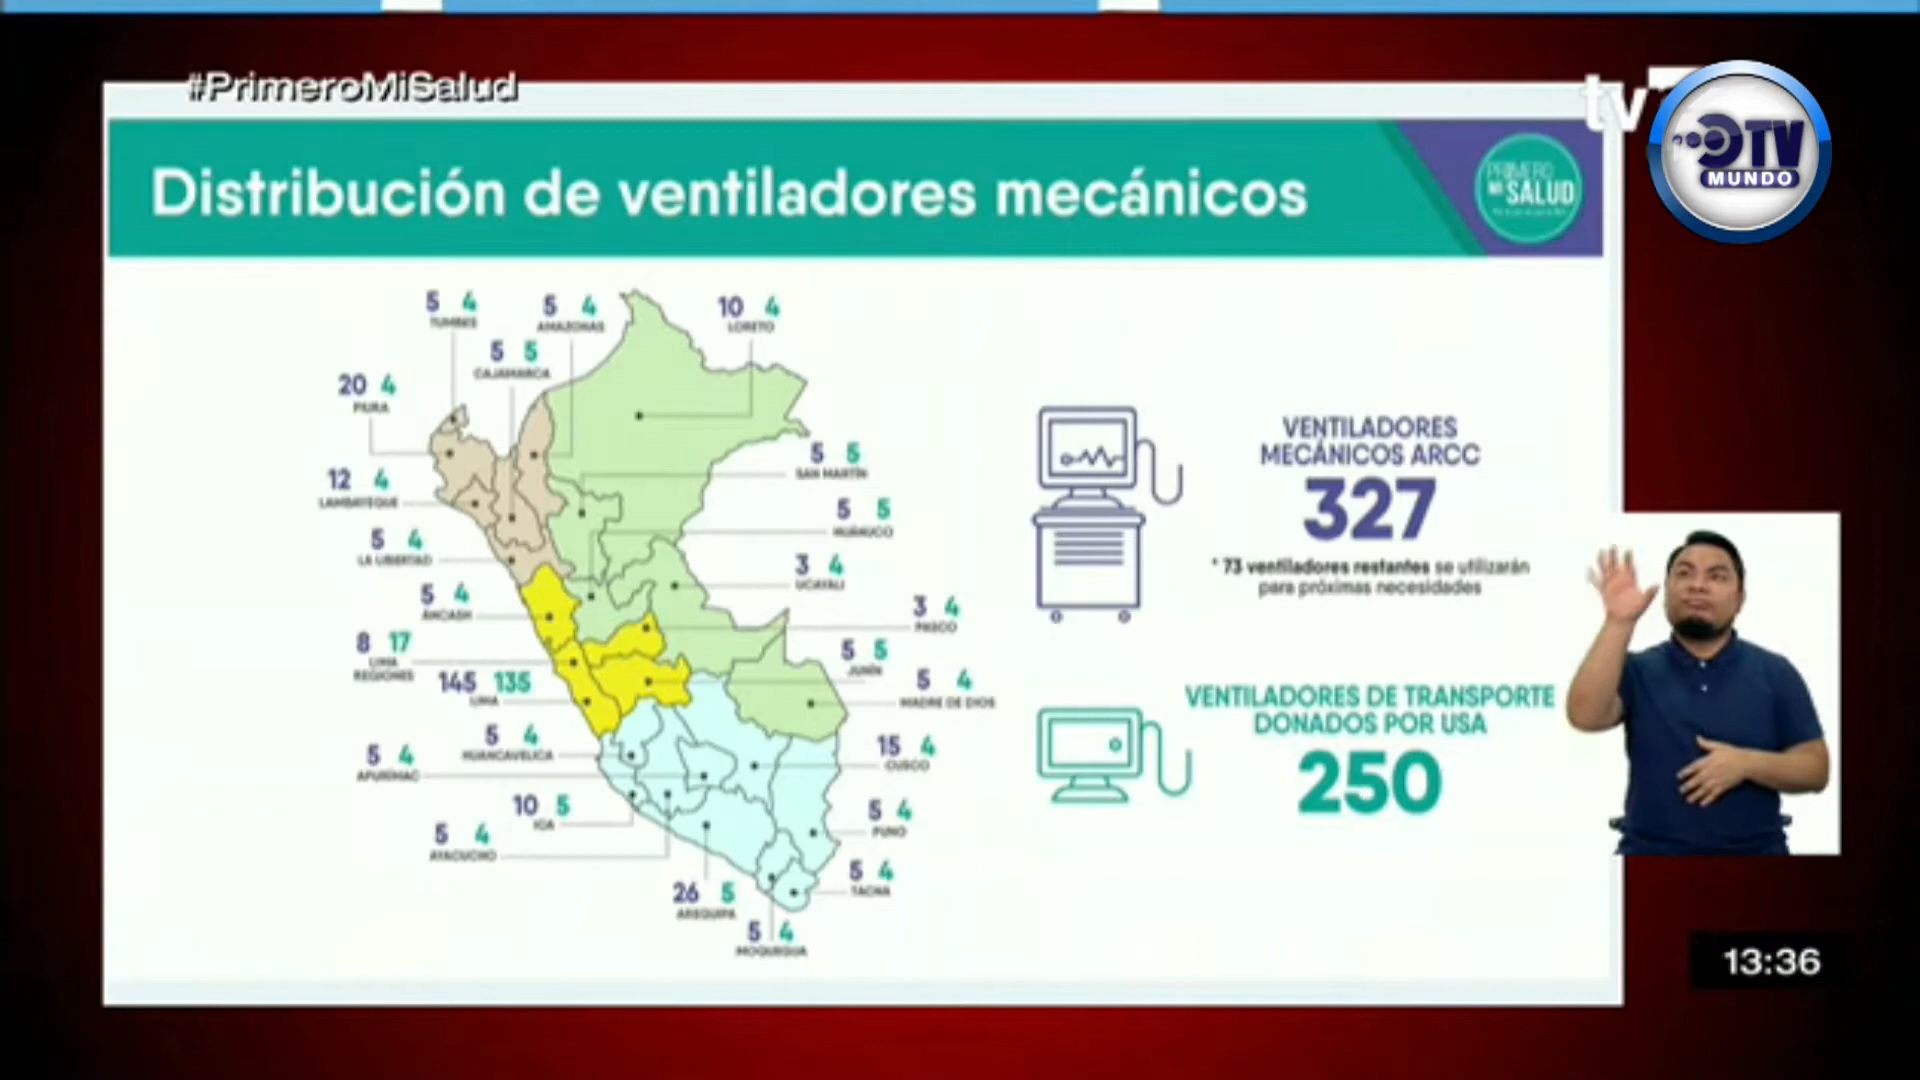 #PrimeroMiSalud
tv
TV
MUNDO
Distribución de ventiladores mecánicos
PRIMERO
MI SALUD
5 4
TUMBES
5 4
AMAZONAS
10 4
LORETO
5 5
CAJAMARCA
20 4
PIURA
5 5
SAN MARTÍN
12 4
LAMBAYEQUE
5 5
HUÁNUCO
5 4
LA LIBERTAD
3 4
UCAYALI
5 4
ÁNCASH
3 4
PASCO
8 17
LIMA
REGIONES
5 5
JUNÍN
145 135
LIMA
5 4
MADRE DE DIOS
5 4
HUANCAVELICA
5 4
APURÍMAC
15 4
CUSCO
10 5
ICA
5 4
PUNO
5 4
AYACUCHO
5 4
TACNA
26 5
AREQUIPA
5 4
MOQUEGUA
VENTILADORES
MECÁNICOS ARCC
327
* 73 ventiladores restantes se utilizarán
para próximas necesidades
VENTILADORES DE TRANSPORTE
DONADOS POR USA
250
13:36